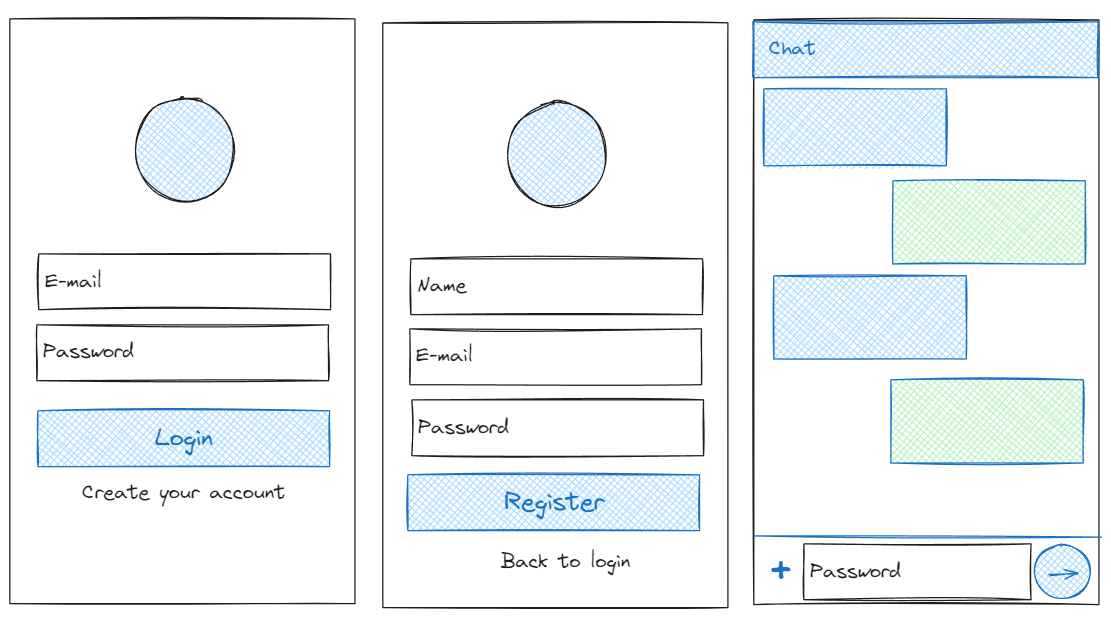 E-mail
Password
Login
Create your account
Name
E-mail
Password
Register
Back to login
Chat
+ Password